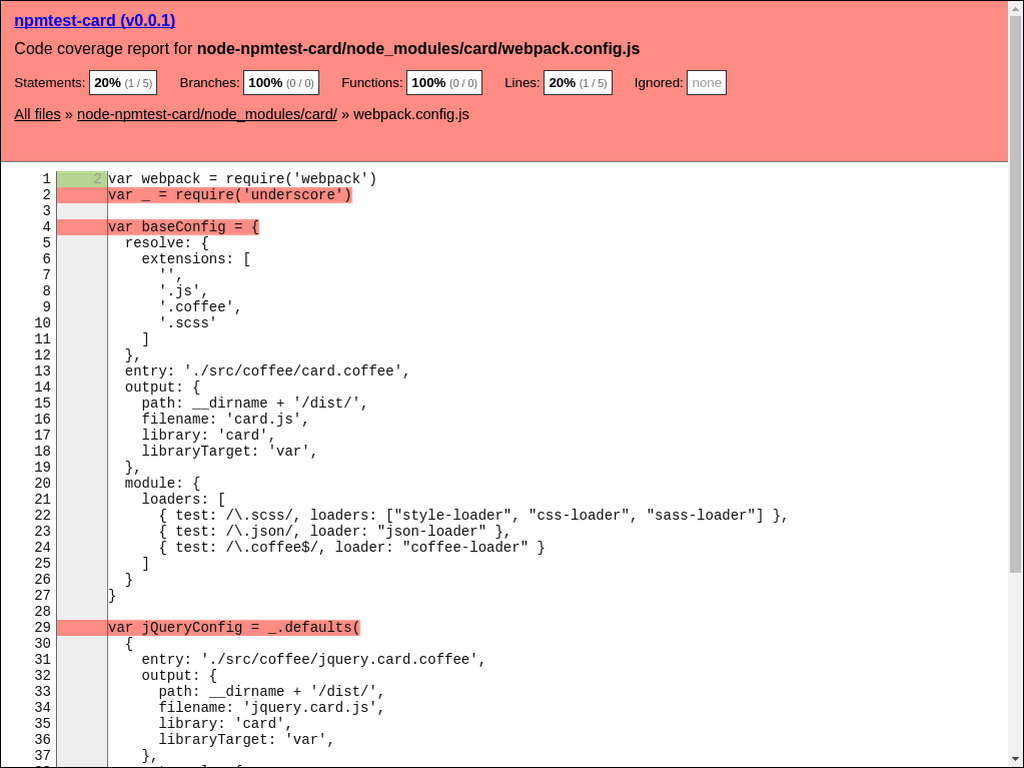 npmtest-card (v0.0.1)
Code coverage report for node-npmtest-card/node_modules/card/webpack.config.js
Statements: 20% (1 / 5) Branches: 100% (0 / 0) Functions: 100% (0 / 0) Lines: 20% (1 / 5) Ignored: none
All files » node-npmtest-card/node_modules/card/ » webpack.config.js
1 2 var webpack = require('webpack')
2 var _ = require('underscore')
3
4 var baseConfig = {
5   resolve: {
6     extensions: [
7       '',
8       '.js',
9       '.coffee',
10       '.scss'
11     ]
12   },
13   entry: './src/coffee/card.coffee',
14   output: {
15     path: __dirname + '/dist/',
16     filename: 'card.js',
17     library: 'card',
18     libraryTarget: 'var',
19   },
20   module: {
21     loaders: [
22       { test: /\.scss/, loaders: ["style-loader", "css-loader", "sass-loader"] },
23       { test: /\.json/, loader: "json-loader" },
24       { test: /\.coffee$/, loader: "coffee-loader" }
25     ]
26   }
27 }
28
29 var jQueryConfig = _.defaults(
30   {
31     entry: './src/coffee/jquery.card.coffee',
32     output: {
33       path: __dirname + '/dist/',
34       filename: 'jquery.card.js',
35       library: 'card',
36       libraryTarget: 'var',
37     },